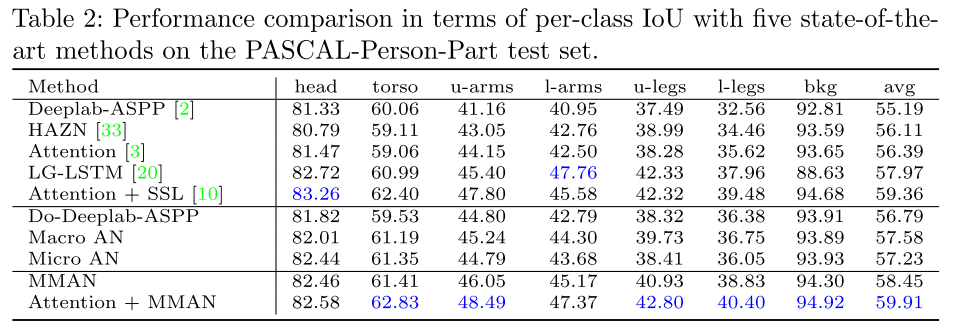 Table 2: Performance comparison in terms of per-class IoU with five state-of-the-
art methods on the PASCAL-Person-Part test set.
Method head torso u-arms l-arms u-legs l-legs bkg avg
Deeplab-ASPP [2] 81.33 60.06 41.16 40.95 37.49 32.56 92.81 55.19
HAZN [33] 80.79 59.11 43.05 42.76 38.99 34.46 93.59 56.11
Attention [3] 81.47 59.06 44.15 42.50 38.28 35.62 93.65 56.39
LG-LSTM [20] 82.72 60.99 45.40 47.76 42.33 37.96 88.63 57.97
Attention + SSL [10] 83.26 62.40 47.80 45.58 42.32 39.48 94.68 59.36
Do-Deeplab-ASPP 81.82 59.53 44.80 42.79 38.32 36.38 93.91 56.79
Macro AN 82.01 61.19 45.24 44.30 39.73 36.75 93.89 57.58
Micro AN 82.44 61.35 44.79 43.68 38.41 36.05 93.93 57.23
MMAN 82.46 61.41 46.05 45.17 40.93 38.83 94.30 58.45
Attention + MMAN 82.58 62.83 48.49 47.37 42.80 40.40 94.92 59.91